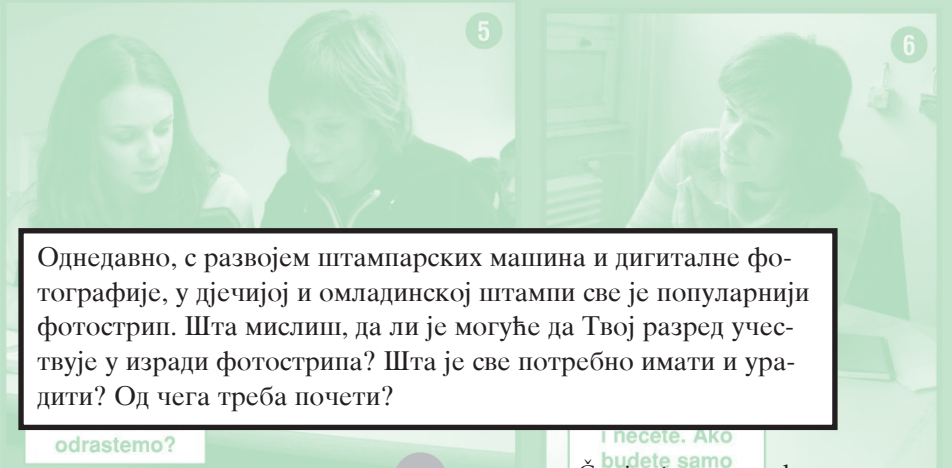 5
6
Однедавно, с развојем штампарских машина и дигиталне фо-
тографије, у дјечијој и омладинској штампи све је популарнији
фотострип. Шта мислиш, да ли је могуће да Твој разред учес-
твује у изради фотострипа? Шта је све потребно имати и ура-
дити? Од чега треба почети?
odrastemo?
i nećete. Ako
budete samo